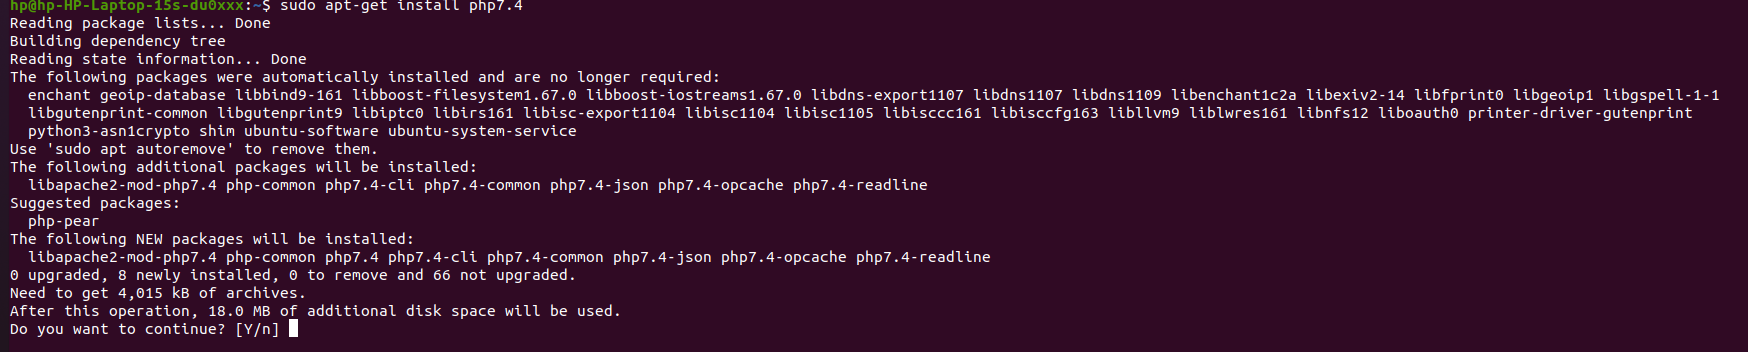 hp@hp-HP-Laptop-15s-du0xxx:~$ sudo apt-get install php7.4
Reading package lists... Done
Building dependency tree
Reading state information... Done
The following packages were automatically installed and are no longer required:
  enchant geoip-database libbind9-161 libboost-filesystem1.67.0 libboost-iostreams1.67.0 libdns-export1107 libdns1107 libdns1109 libenchant1c2a libexiv2-14 libfprint0 libgeoip1 libgspell-1-1
  libgutenprint-common libgutenprint9 libiptc0 libirs161 libisc-export1104 libisc1104 libisc1105 libisccc161 libisccfg163 libllvm9 liblwres161 libnfs12 liboauth0 printer-driver-gutenprint
  python3-asn1crypto shim ubuntu-software ubuntu-system-service
Use 'sudo apt autoremove' to remove them.
The following additional packages will be installed:
  libapache2-mod-php7.4 php-common php7.4-cli php7.4-common php7.4-json php7.4-opcache php7.4-readline
Suggested packages:
  php-pear
The following NEW packages will be installed:
  libapache2-mod-php7.4 php-common php7.4 php7.4-cli php7.4-common php7.4-json php7.4-opcache php7.4-readline
0 upgraded, 8 newly installed, 0 to remove and 66 not upgraded.
Need to get 4,015 kB of archives.
After this operation, 18.0 MB of additional disk space will be used.
Do you want to continue? [Y/n]